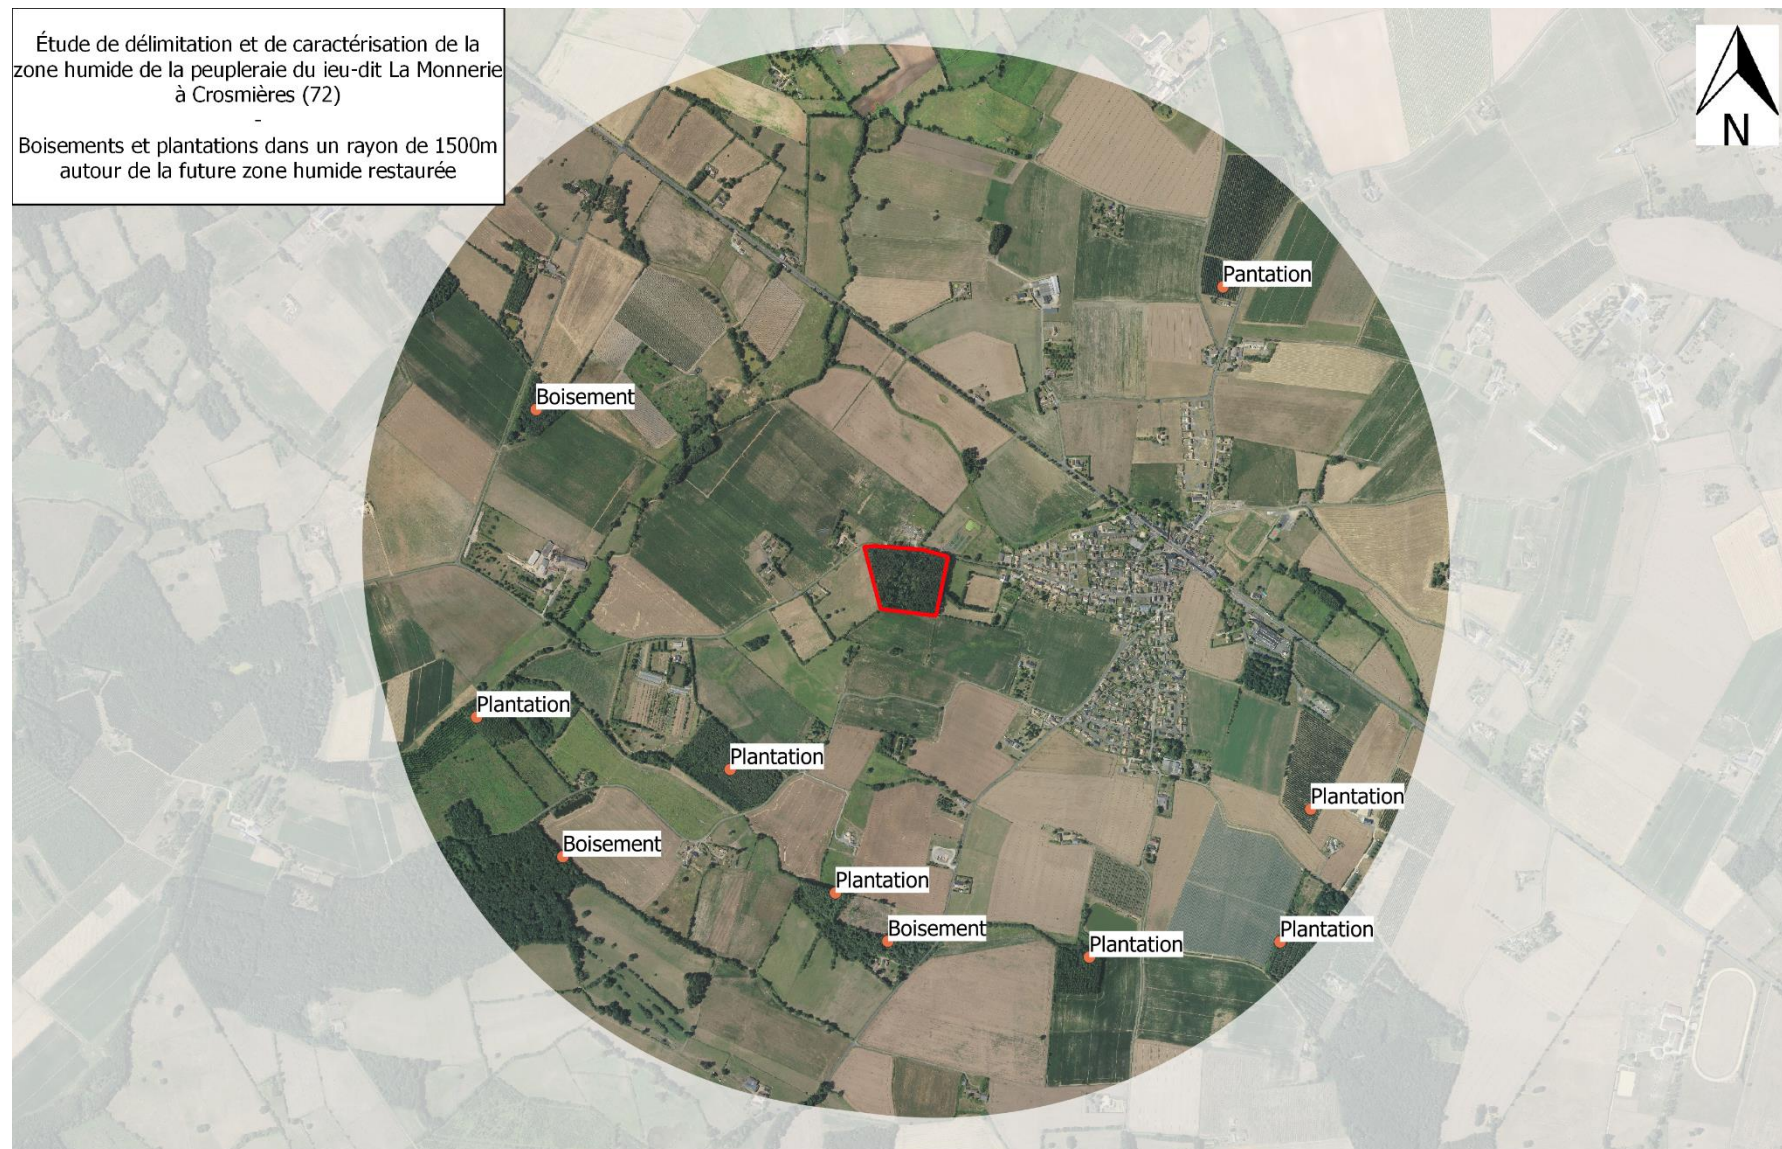 Étude de délimitation et de caractérisation de la
zone humide de la peupleraie du ieu-dit La Monnerie
à Crosmières (72)
-
Boisements et plantations dans un rayon de 1500m
autour de la future zone humide restaurée
N
Pantation
Boisement
Plantation
Plantation
Plantation
Boisement
Plantation
Boisement
Plantation
Plantation